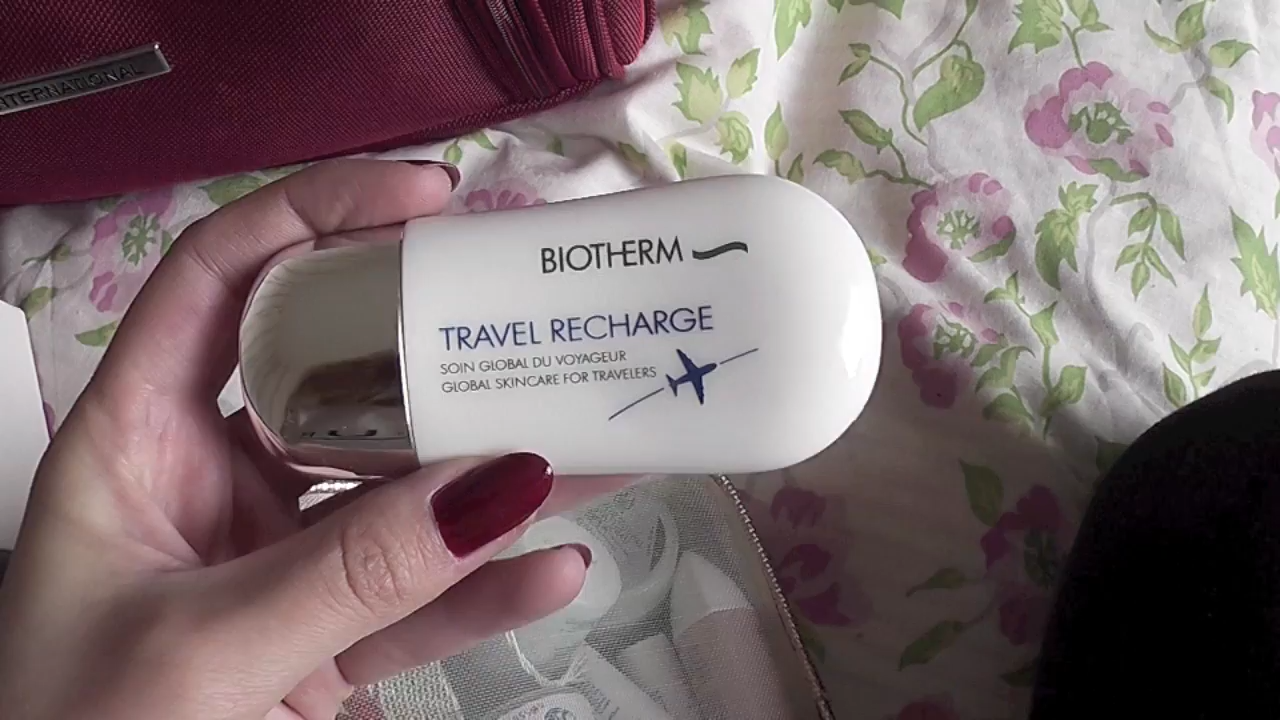 INTERNATIONAL
BIOTHERM
TRAVEL RECHARGE
SOIN GLOBAL DU VOYAGEUR
GLOBAL SKINCARE FOR TRAVELERS